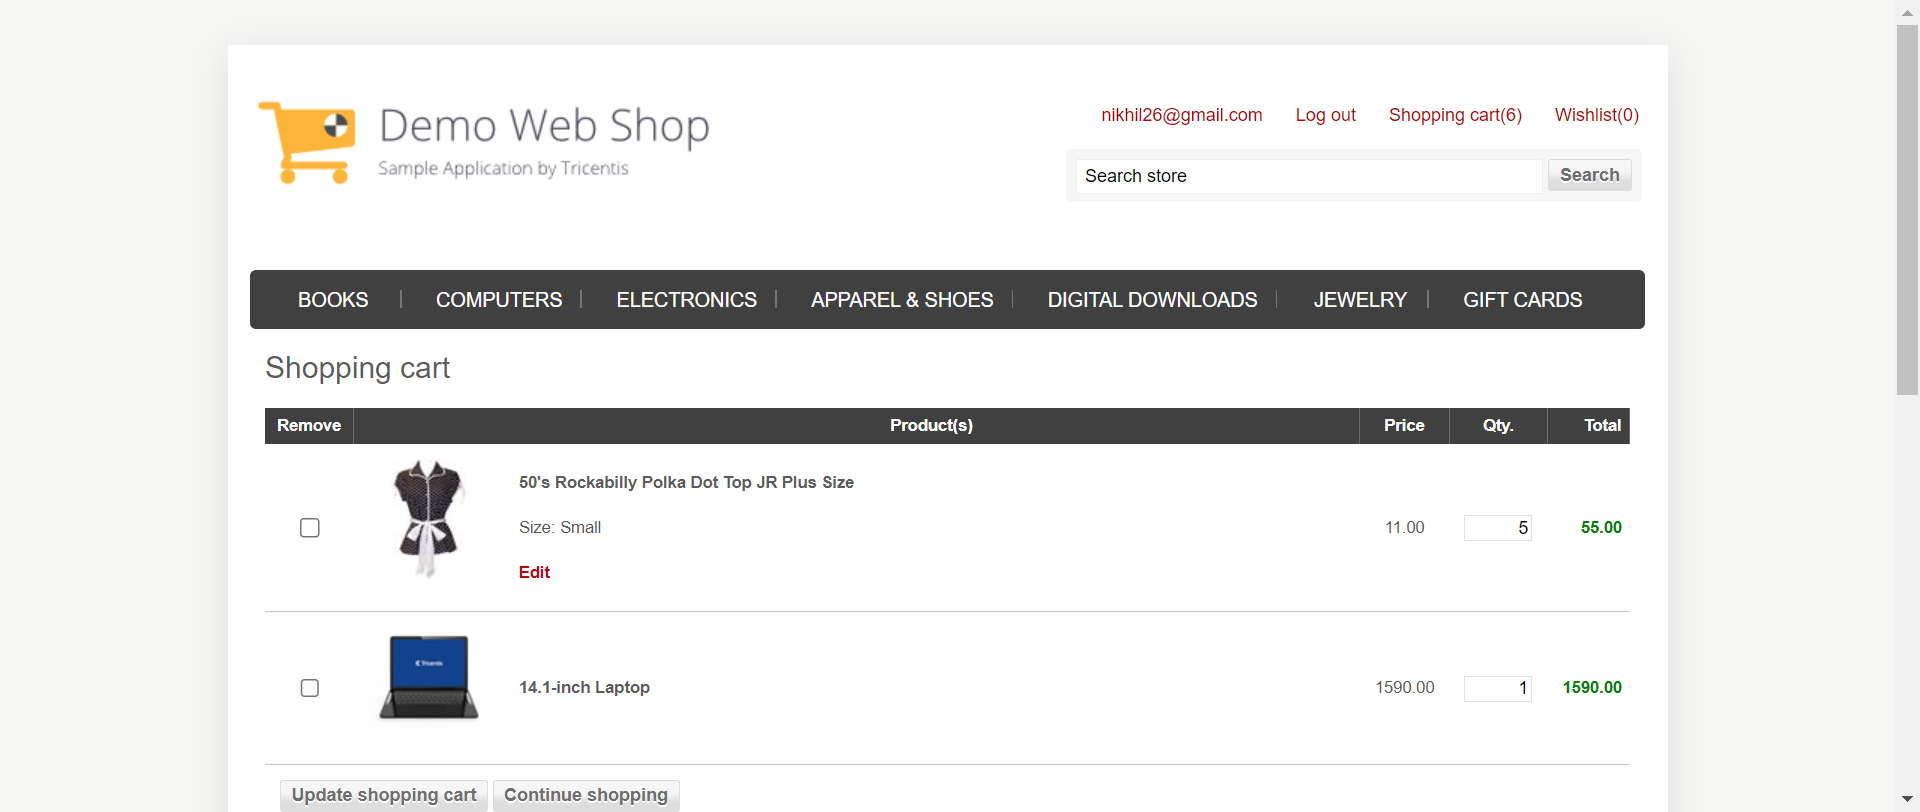 Demo Web Shop
Sample Application by Tricentis
nikhil26@gmail.com Log out Shopping cart(6) Wishlist(0)
Search store Search
BOOKS COMPUTERS ELECTRONICS APPAREL & SHOES DIGITAL DOWNLOADS JEWELRY GIFT CARDS
Shopping cart
Remove Product(s) Price Qty. Total
50's Rockabilly Polka Dot Top JR Plus Size
Size: Small 11.00 5 55.00
Edit
Tricentis
14.1-inch Laptop 1590.00 1 1590.00
Update shopping cart Continue shopping